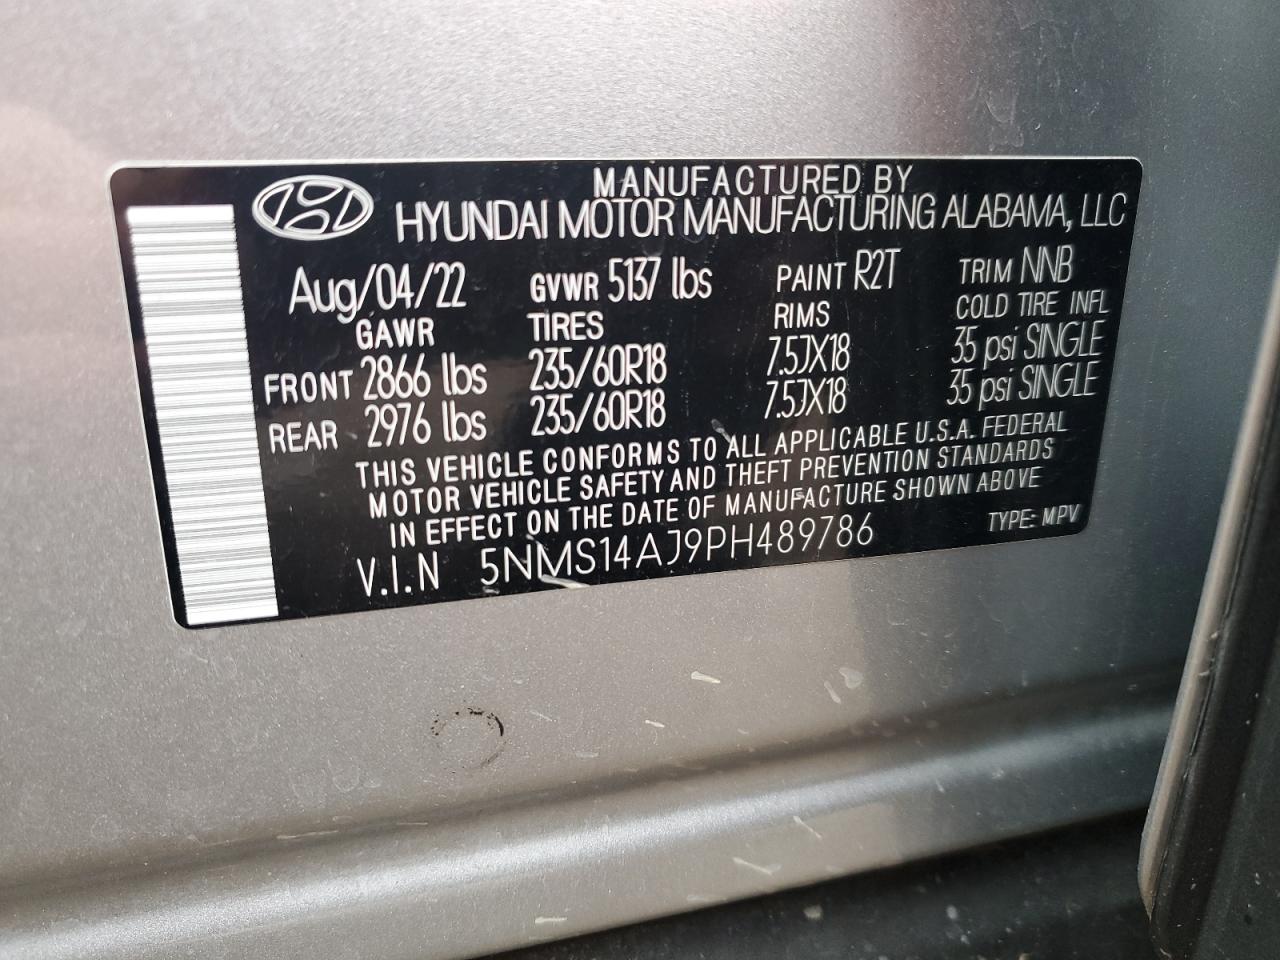 MANUFACTURED BY
HYUNDAI MOTOR MANUFACTURING ALABAMA, LLC
Aug/04/22 GVWR 5137 lbs PAINT R2T TRIM NNB
GAWR TIRES RIMS COLD TIRE INFL
FRONT 2866 lbs 235/60R18 7.5JX18 35 psi SINGLE
REAR 2976 lbs 235/60R18 7.5JX18 35 psi SINGLE
THIS VEHICLE CONFORMS TO ALL APPLICABLE U.S.A. FEDERAL
MOTOR VEHICLE SAFETY AND THEFT PREVENTION STANDARDS
IN EFFECT ON THE DATE OF MANUFACTURE SHOWN ABOVE
V.I.N 5NMS14AJ9PH489786 TYPE: MPV